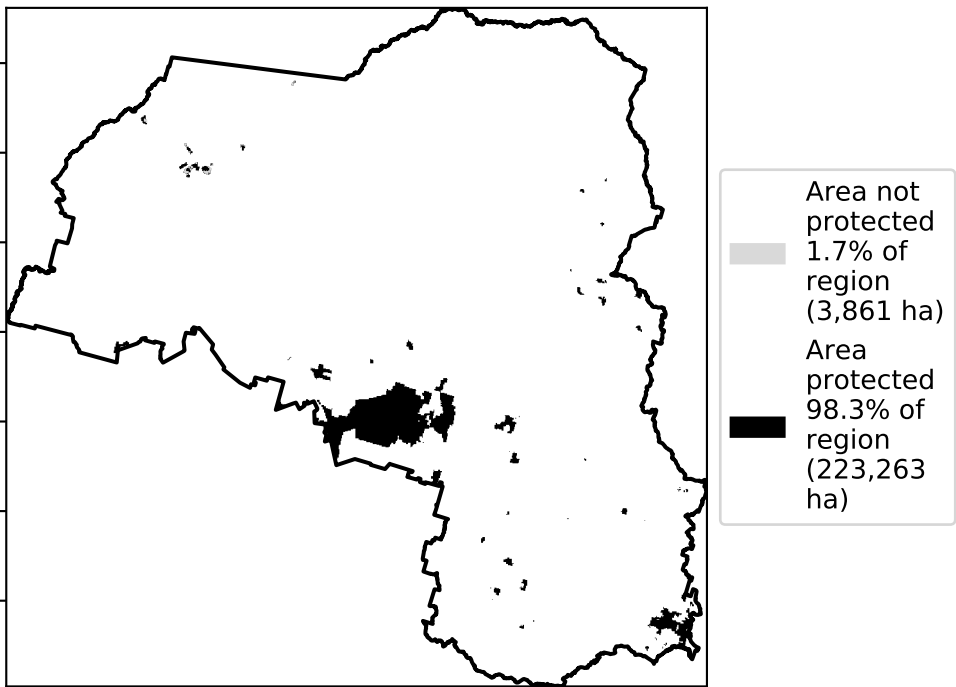 Area not
protected
1.7% of
region
(3,861 ha)
Area
protected
98.3% of
region
(223,263
ha)